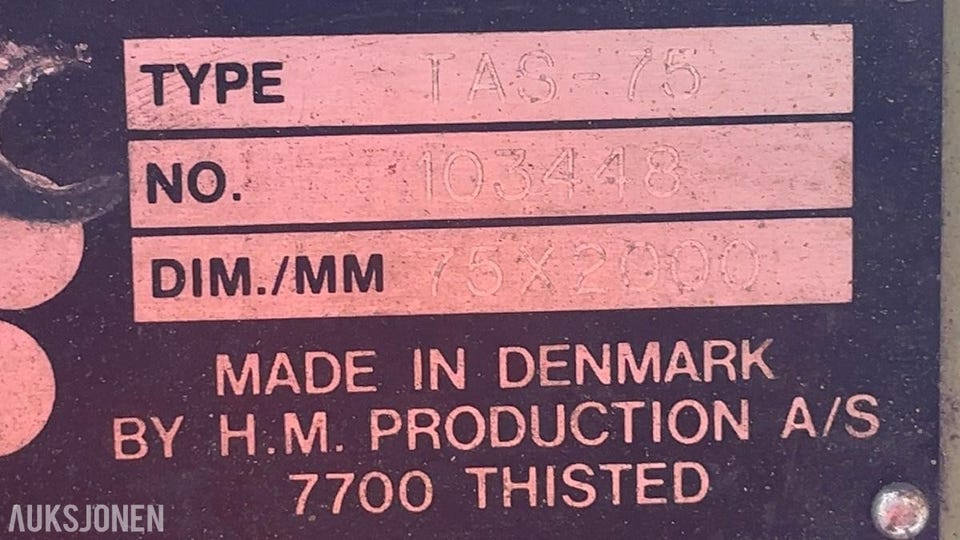 TYPE TAS-75
NO. 103448
DIM./MM 75X2000
MADE IN DENMARK
BY H.M. PRODUCTION A/S
7700 THISTED
AUKSJONEN